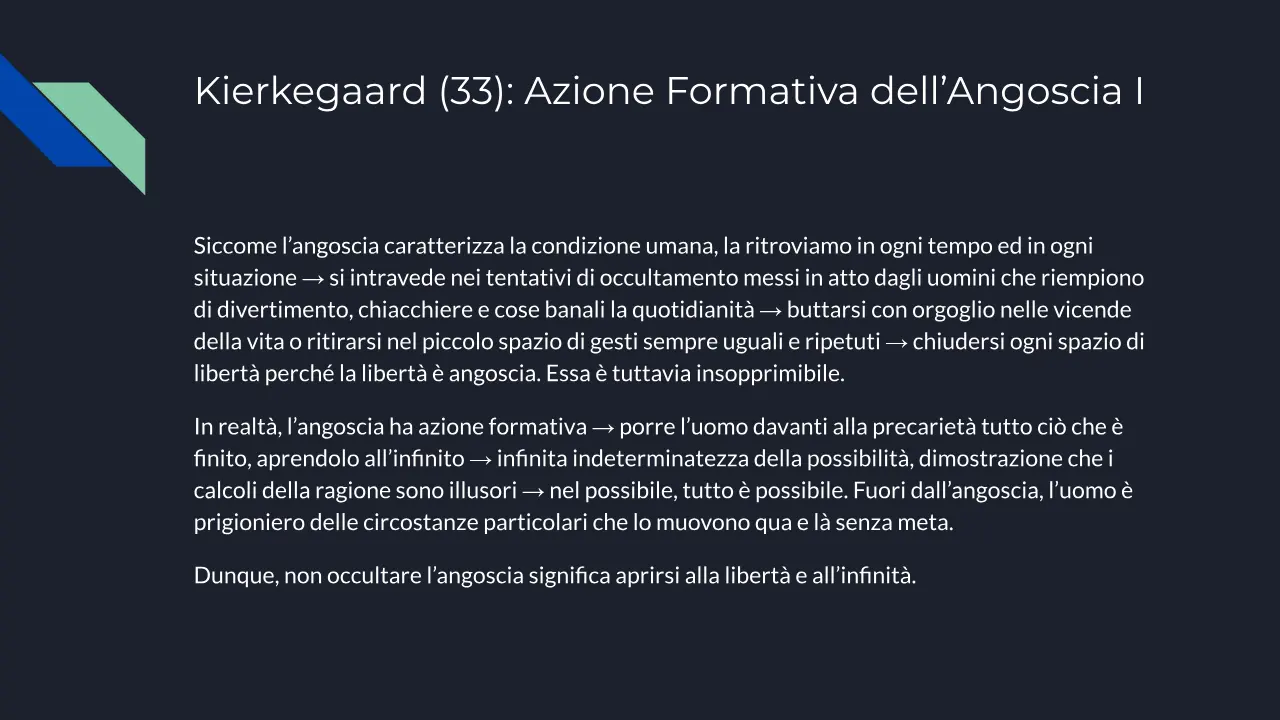 Kierkegaard (33): Azione Formativa dell’Angoscia I
Siccome l’angoscia caratterizza la condizione umana, la ritroviamo in ogni tempo ed in ogni
situazione → si intravede nei tentativi di occultamento messi in atto dagli uomini che riempiono
di divertimento, chiacchiere e cose banali la quotidianità → buttarsi con orgoglio nelle vicende
della vita o ritirarsi nel piccolo spazio di gesti sempre uguali e ripetuti → chiudersi ogni spazio di
libertà perché la libertà è angoscia. Essa è tuttavia insopprimibile.
In realtà, l’angoscia ha azione formativa → porre l’uomo davanti alla precarietà tutto ciò che è
finito, aprendolo all’infinito → infinita indeterminatezza della possibilità, dimostrazione che i
calcoli della ragione sono illusori → nel possibile, tutto è possibile. Fuori dall’angoscia, l’uomo è
prigioniero delle circostanze particolari che lo muovono qua e là senza meta.
Dunque, non occultare l’angoscia significa aprirsi alla libertà e all’infinità.